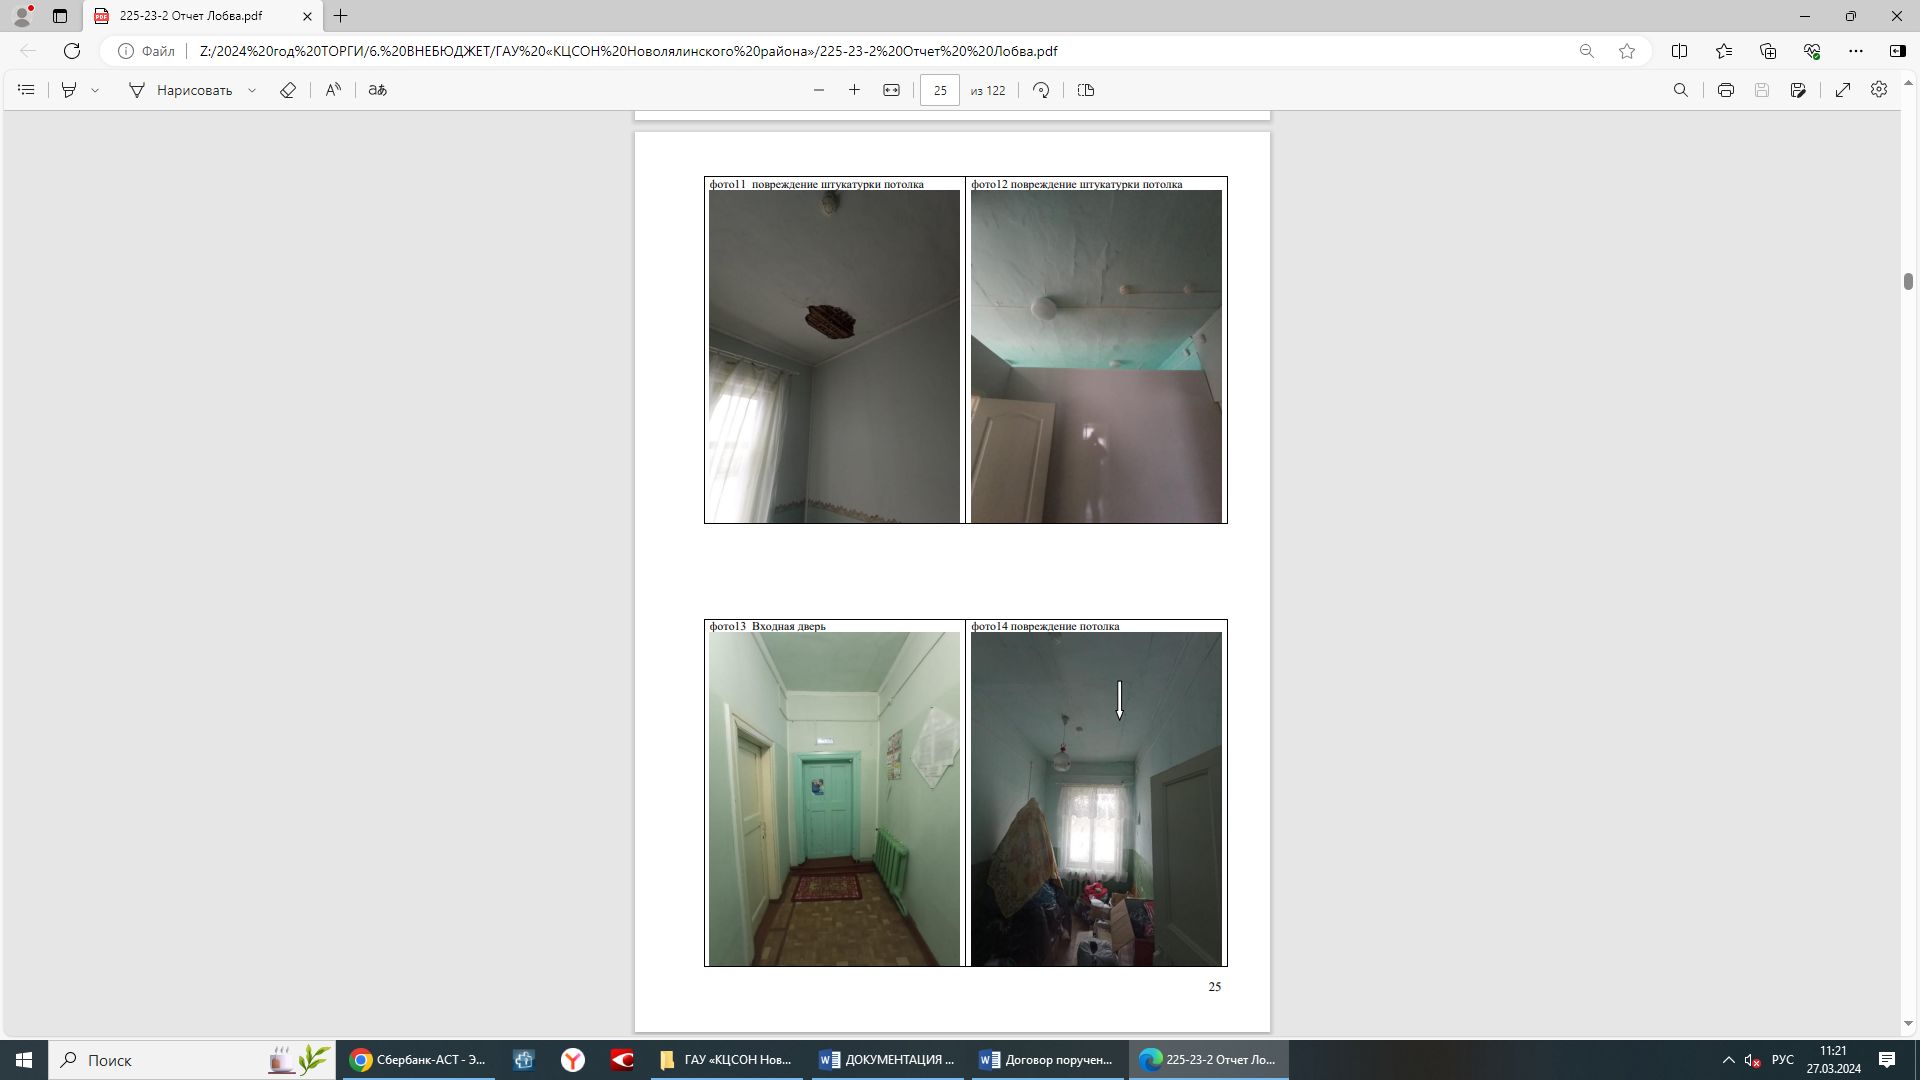 225-23-2 Отчет Лобва.pdf
Файл
Z:/2024%20год%20ТОРГИ/6.%20ВНЕБЮДЖЕТ/ГАУ%20«КЦСОН%20Новолялинского%20района»/225-23-2%20Отчет%20%20Лобва.pdf
Нарисовать
аあ
25
из 122
фото11 повреждение штукатурки потолка
фото12 повреждение штукатурки потолка
фото13 Входная дверь
фото14 повреждение потолка
25
Поиск
Сбербанк-АСТ - Э...
ГАУ «КЦСОН Нов...
ДОКУМЕНТАЦИЯ ...
Договор поручен...
225-23-2 Отчет Ло...
РУС
11:21
27.03.2024